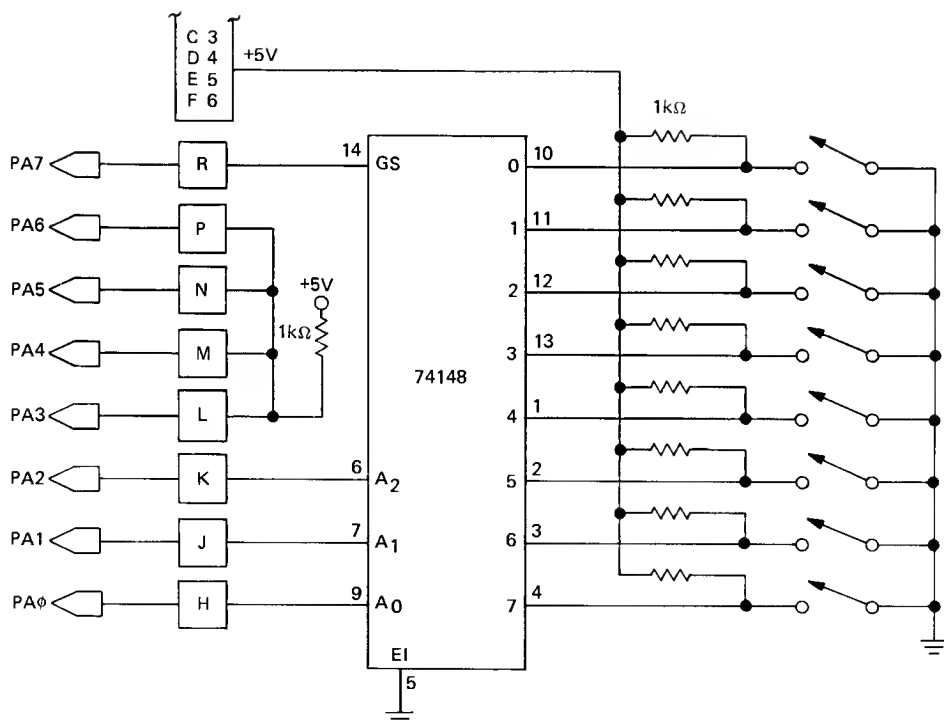 C 3
D 4
E 5
F 6
+5V
1kΩ
PA7
R
14
GS
0
10
PA6
P
1
11
PA5
N
+5V
2
12
PA4
M
1kΩ
74148
3
13
PA3
L
4
1
PA2
K
6
A2
5
2
PA1
J
7
A1
6
3
PAϕ
H
9
A0
7
4
EI
5